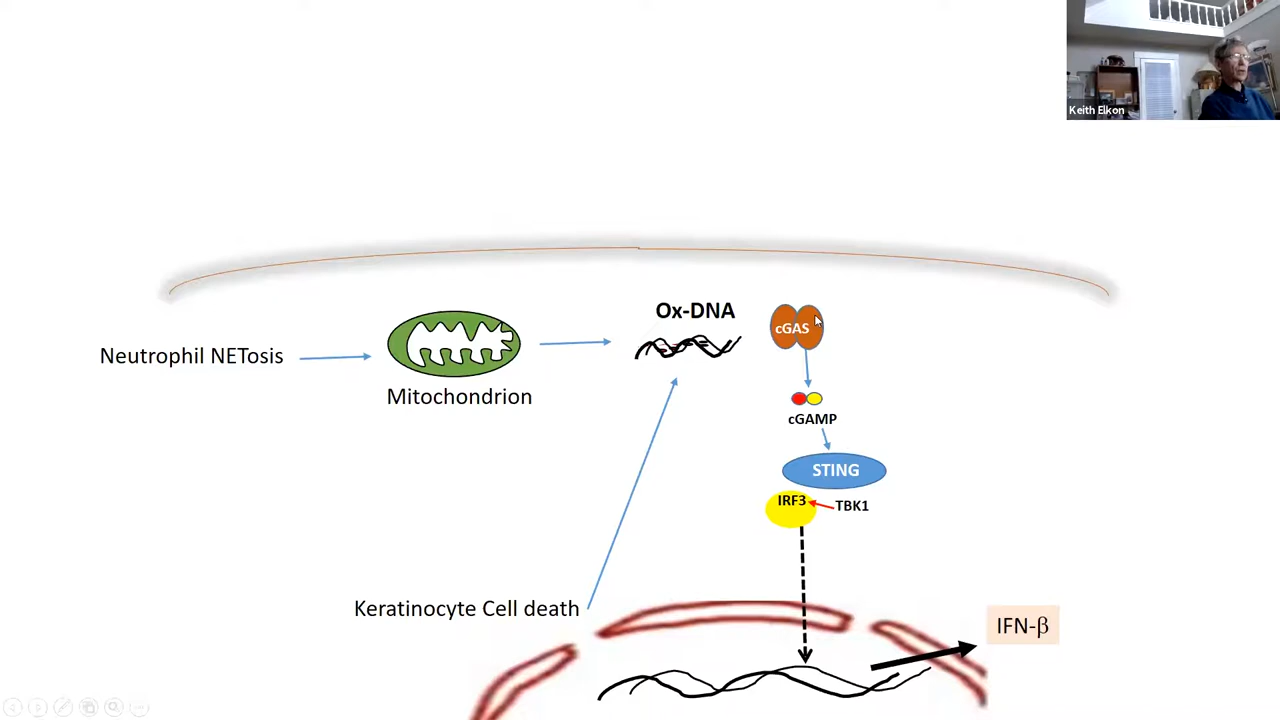 Keith Elkon
Ox-DNA
cGAS
Neutrophil NETosis
Mitochondrion
cGAMP
STING
IRF3
TBK1
Keratinocyte Cell death
IFN-β